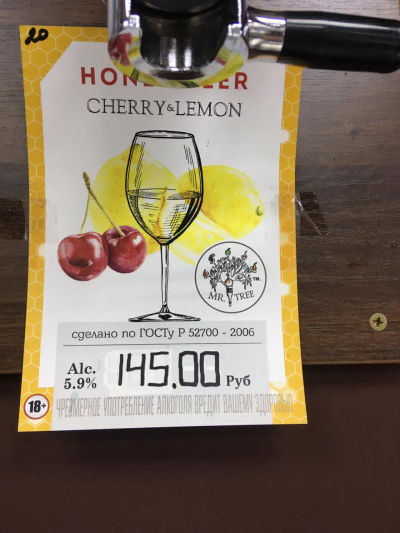 20
CHERRY & LEMON
MR. TREE
TM
сделано по ГОСТу Р 52700 - 2006
Alc.
5.9%
145.00 Руб
18+
ЧРЕЗМЕРНОЕ УПОТРЕБЛЕНИЕ АЛКОГОЛЯ ВРЕДИТ ВАШЕМУ ЗДОРОВЬЮ